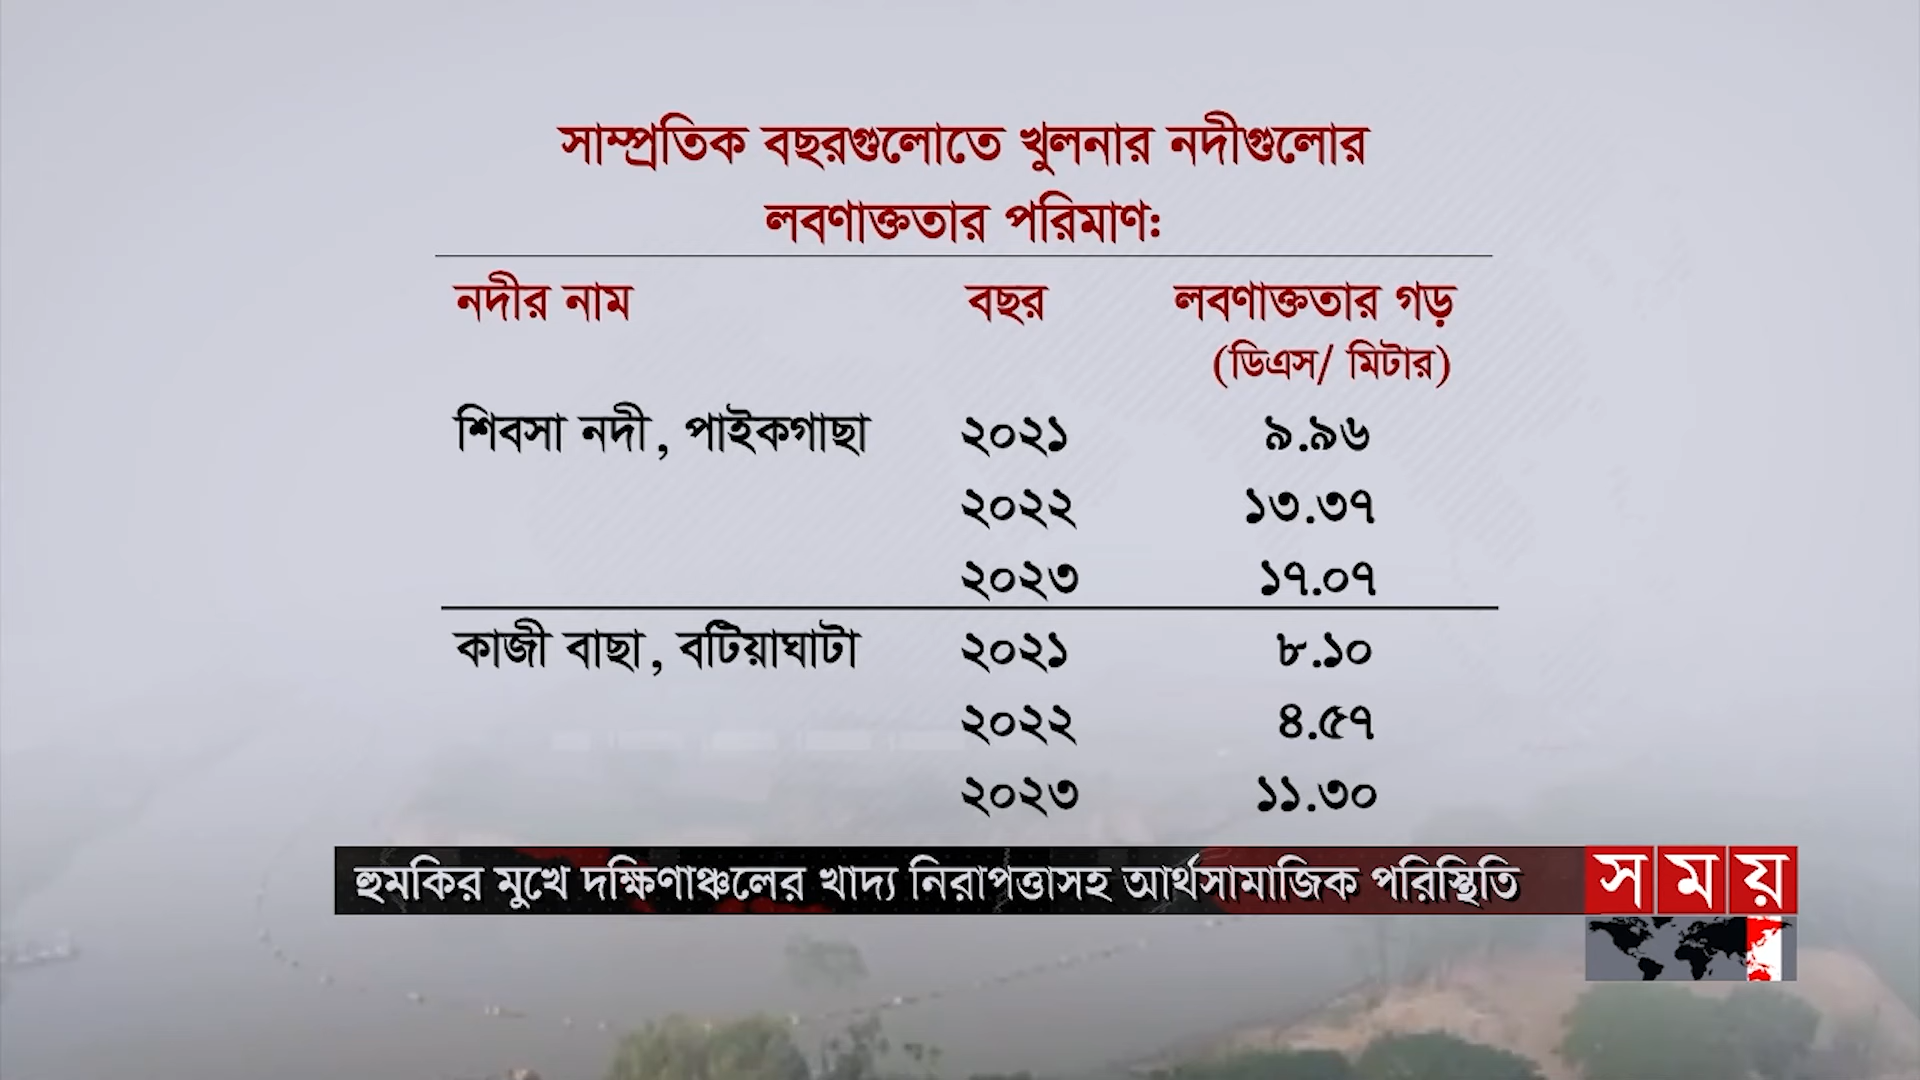 সাম্প্রতিক বছরগুলোতে খুলনার নদীগুলোর
লবণাক্ততার পরিমাণ:
নদীর নাম বছর লবণাক্ততার গড়
(ডিএস/ মিটার)
শিবসা নদী, পাইকগাছা ২০২১ ৯.৯৬
২০২২ ১৩.৩৭
২০২৩ ১৭.০৭
কাজী বাছা, বটিয়াঘাটা ২০২১ ৮.১০
২০২২ ৪.৫৭
২০২৩ ১১.৩০
হুমকির মুখে দক্ষিণাঞ্চলের খাদ্য নিরাপত্তাসহ আর্থসামাজিক পরিস্থিতি সময়